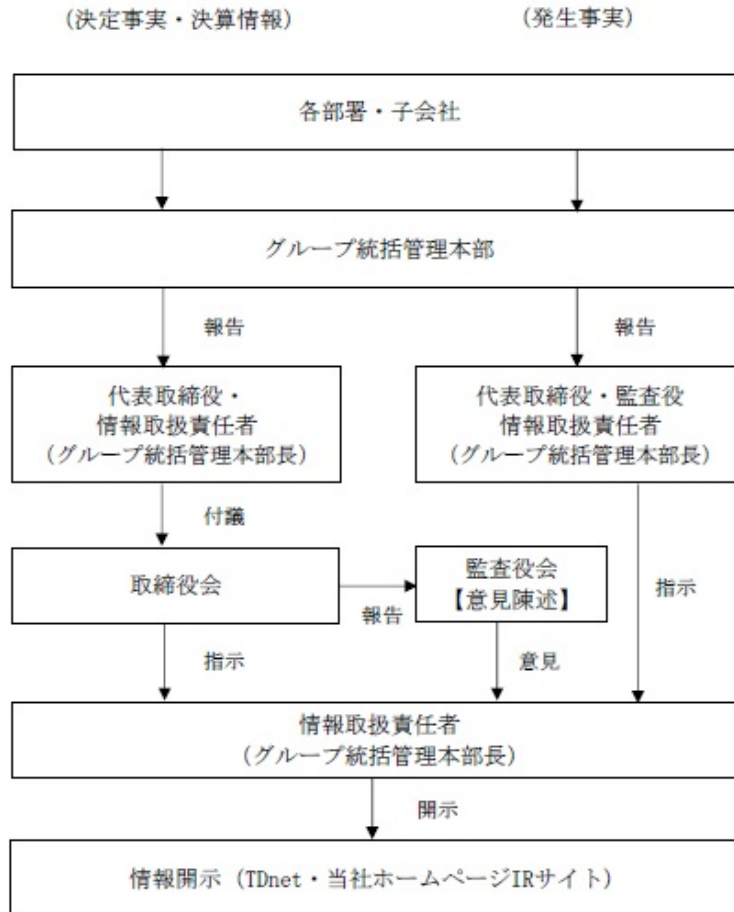 (決定事実・決算情報)
(発生事実)
各部署・子会社
グループ統括管理本部
報告
報告
代表取締役・
情報取扱責任者
(グループ統括管理本部長)
代表取締役・監査役
情報取扱責任者
(グループ統括管理本部長)
付議
取締役会
報告
監査役会
【意見陳述】
指示
指示
意見
情報取扱責任者
(グループ統括管理本部長)
開示
情報開示(TDnet・当社ホームページIRサイト)